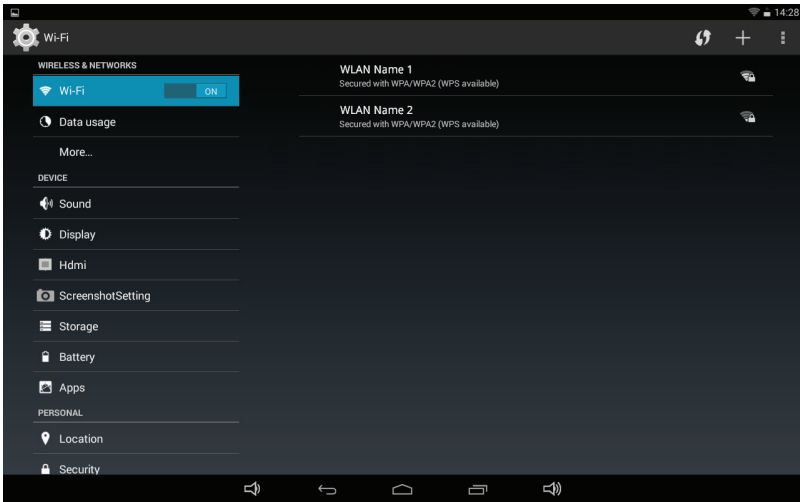 14:28
Wi-Fi
WIRELESS & NETWORKS
Wi-Fi
ON
Data usage
More...
DEVICE
Sound
Display
Hdmi
ScreenshotSetting
Storage
Battery
Apps
PERSONAL
Location
Security
WLAN Name 1
Secured with WPA/WPA2 (WPS available)
WLAN Name 2
Secured with WPA/WPA2 (WPS available)